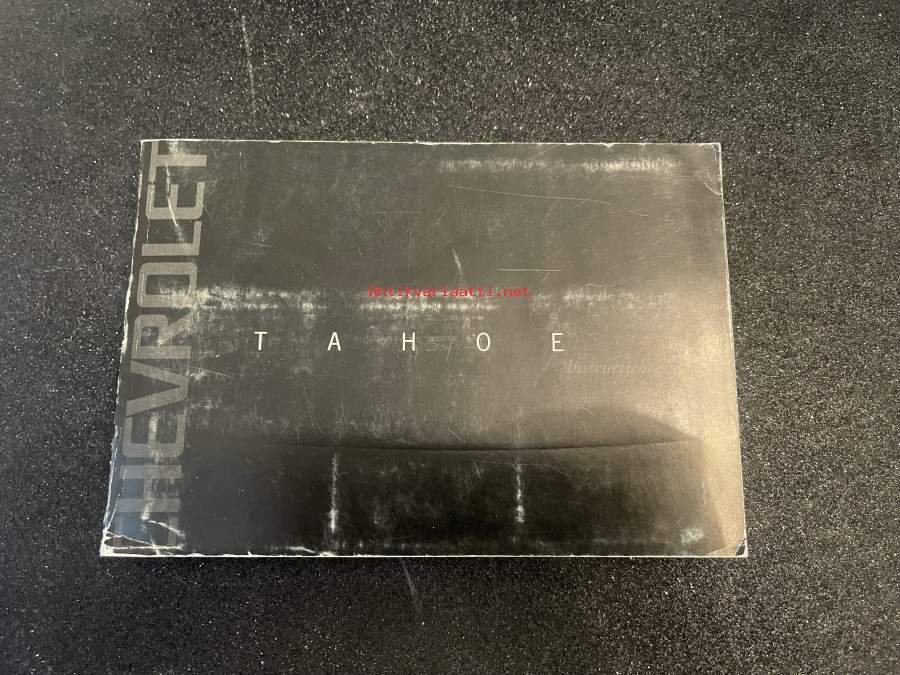 CHEVROLET
Antikvariaatti.net
T A H O E